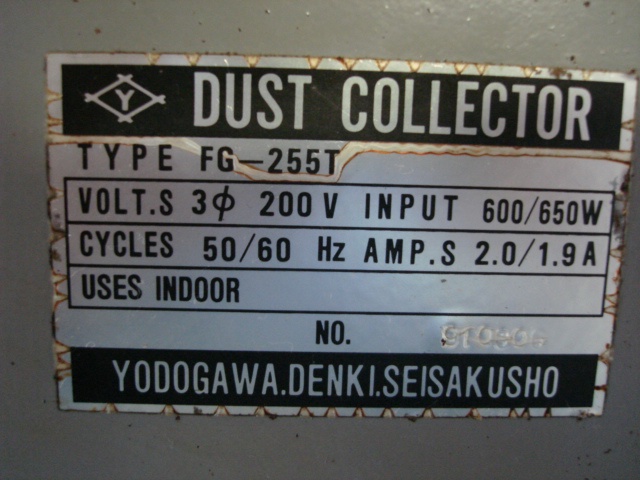 Y DUST COLLECTOR
TYPE FG-255T
VOLT.S 3φ 200V INPUT 600/650W
CYCLES 50/60 Hz AMP.S 2.0/1.9A
USES INDOOR
NO.
YODOGAWA.DENKI.SEISAKUSHO